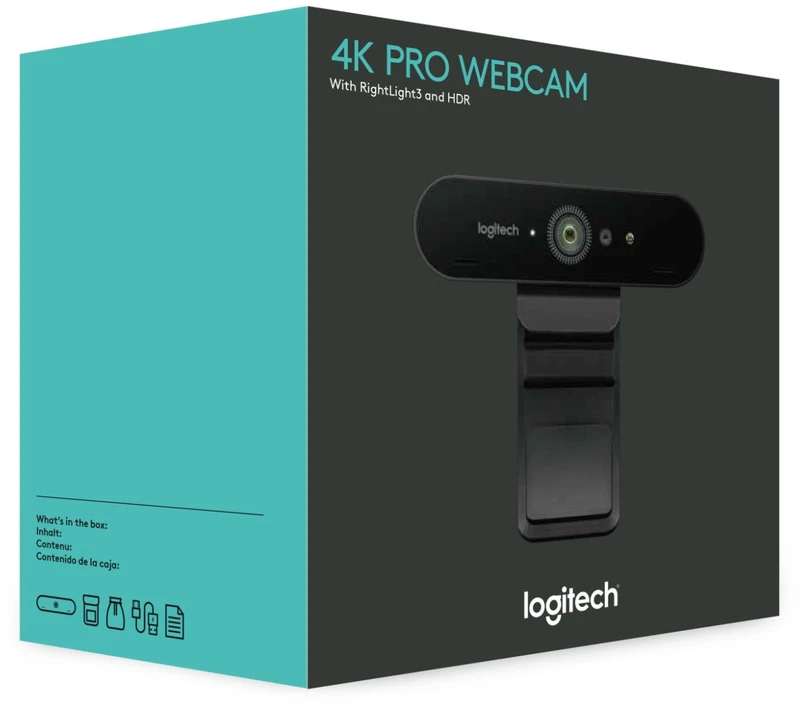 4K PRO WEBCAM
With RightLight3 and HDR
logitech
What's in the box:
Inhalt:
Contenu:
Contenido de la caja:
logitech